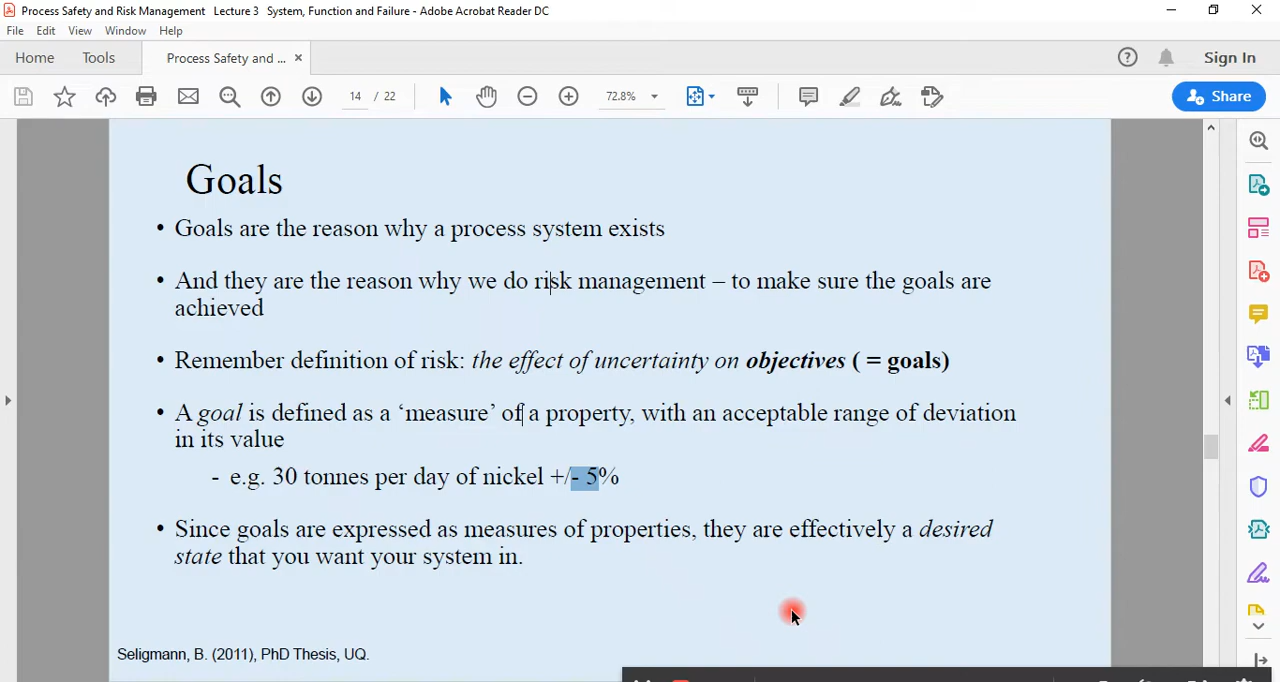 Process Safety and Risk Management Lecture 3 System, Function and Failure - Adobe Acrobat Reader DC
File Edit View Window Help
Home Tools Process Safety and ... × Sign In
14 / 22 72.8% Share
Goals
• Goals are the reason why a process system exists
• And they are the reason why we do risk management – to make sure the goals are
achieved
• Remember definition of risk: the effect of uncertainty on objectives ( = goals)
• A goal is defined as a ‘measure’ of a property, with an acceptable range of deviation
in its value
- e.g. 30 tonnes per day of nickel +/- 5%
• Since goals are expressed as measures of properties, they are effectively a desired
state that you want your system in.
Seligmann, B. (2011), PhD Thesis, UQ.